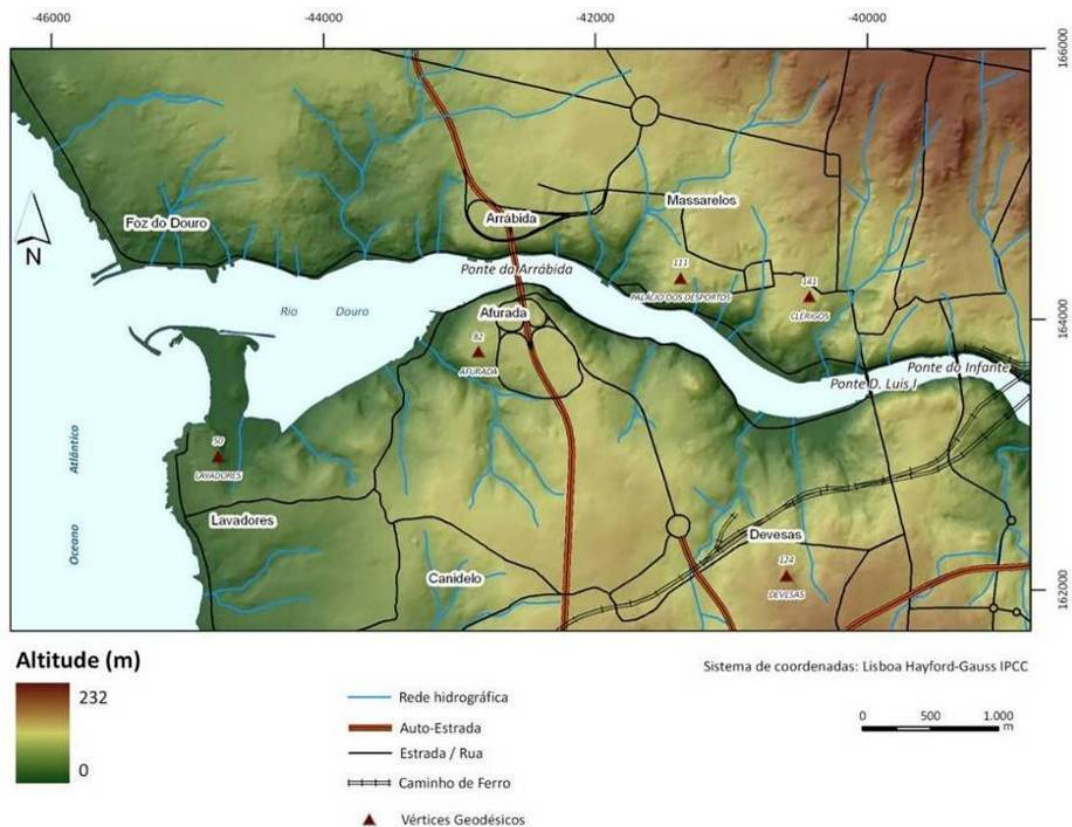 -46000
-44000
-42000
-40000
166000
Massarelos
Foz do Douro
Arrábida
111
Ponte da Arrábida
141
PALÁCIO DOS DESPORTOS
CLÉRIGOS
Rio Douro
Afurada
164000
82
AFURADA
Ponte do Infante
Ponte D. Luis I
50
LAVADORES
Atlântico
Lavadores
Devesas
Oceano
124
Canidelo
DEVESAS
162000
N
Altitude (m)
232
0
Sistema de coordenadas: Lisboa Hayford-Gauss IPCC
Rede hidrográfica
Auto-Estrada
Estrada / Rua
Caminho de Ferro
Vértices Geodésicos
0 500 1.000
m